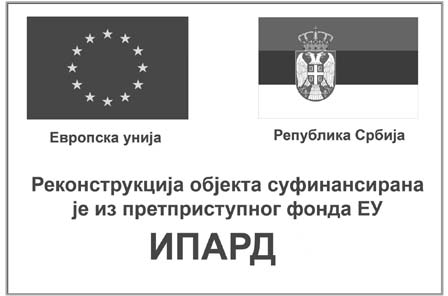 Европска унија
Република Србија
Реконструкција објекта суфинансирана
је из претприступног фонда ЕУ
ИПАРД